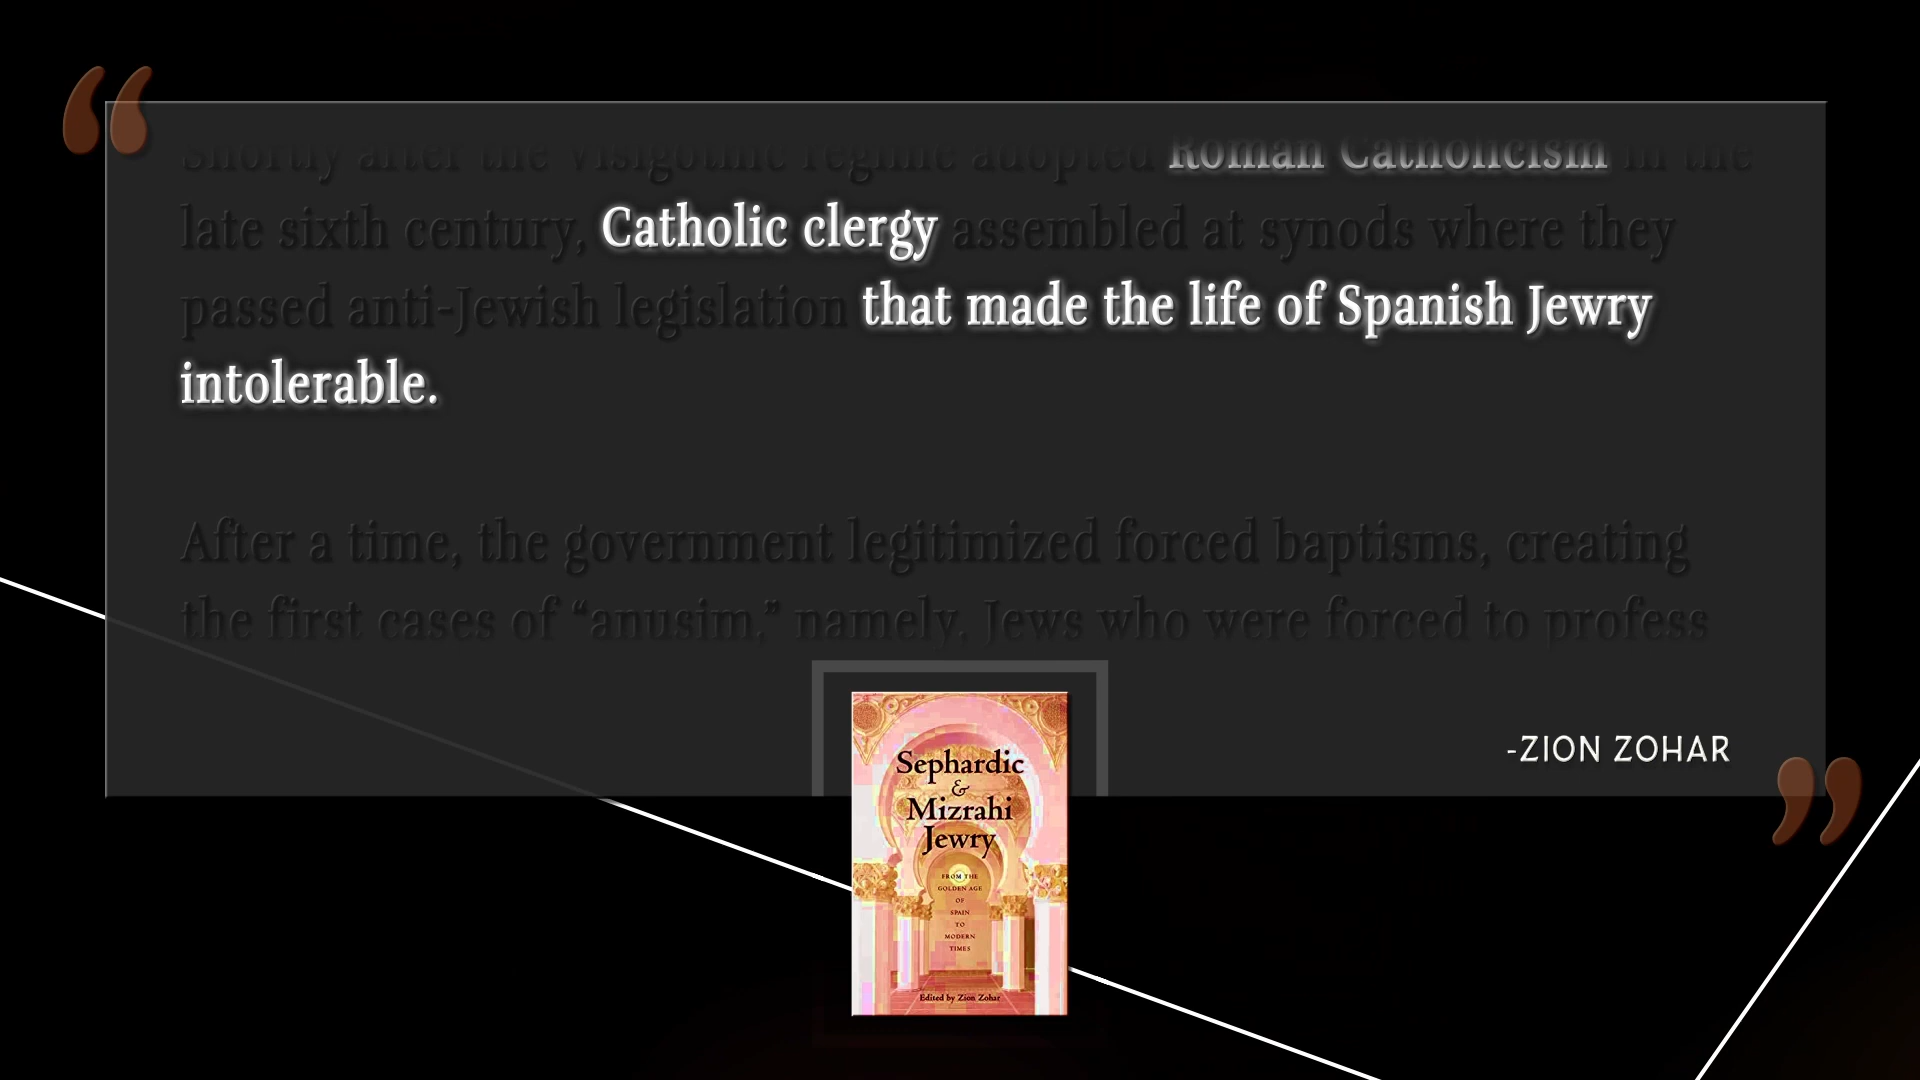 Shortly after the Visigothic regime adopted Roman Catholicism in the
late sixth century, Catholic clergy assembled at synods where they
passed anti-Jewish legislation that made the life of Spanish Jewry
intolerable.
After a time, the government legitimized forced baptisms, creating
the first cases of “anusim,” namely, Jews who were forced to profess
-ZION ZOHAR
Sephardic
&
Mizrahi
Jewry
FROM THE
GOLDEN AGE
OF
SPAIN
TO
MODERN
TIMES
Edited by Zion Zohar